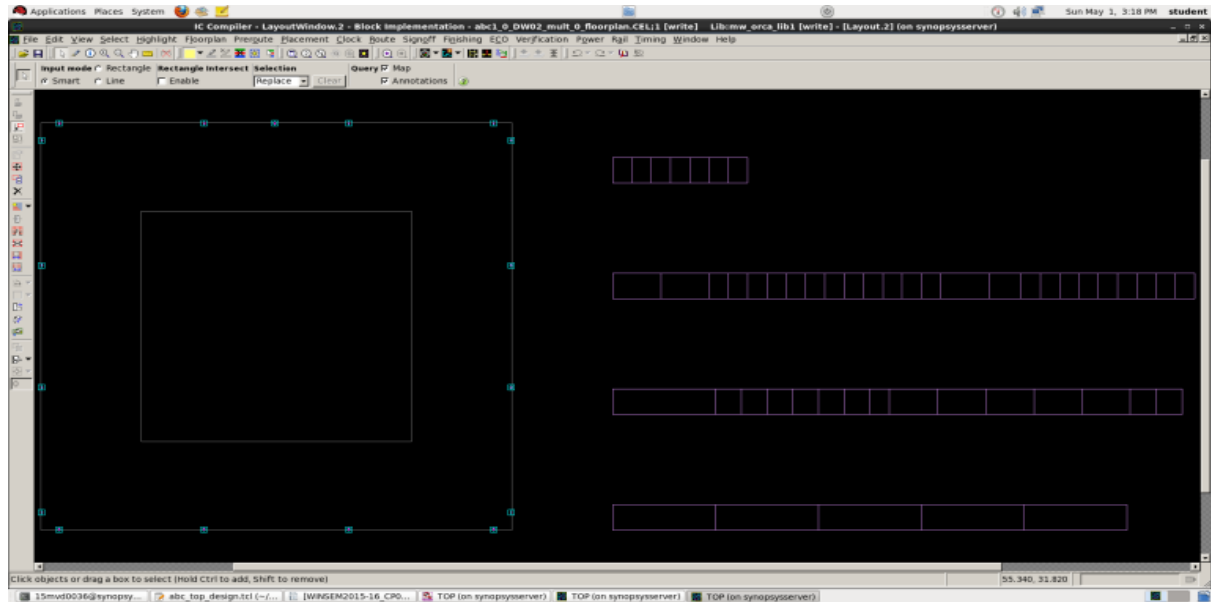 Applications Places System Sun May 1, 3:18 PM student
IC Compiler - LayoutWindow.2 - Block Implementation - abc1_0_DW02_mult_0_floorplan.CEL;1 [write] Lib:mw_orca_lib1 [write] - [Layout.2] (on synopsysserver)
File Edit View Select Highlight Floorplan Preroute Placement Clock Route Signoff Finishing ECO Verification Power Rail Timing Window Help
Input mode Rectangle Rectangle Intersect Selection Query Map
Smart Line Enable Replace Clear Annotations
Click objects or drag a box to select (Hold Ctrl to add, Shift to remove) 55.340, 31.820
15mvd0036@synopsy... abc_top_design.tcl (~/... [WINSEM2015-16_CP0... TOP (on synopsysserver) TOP (on synopsysserver) TOP (on synopsysserver)